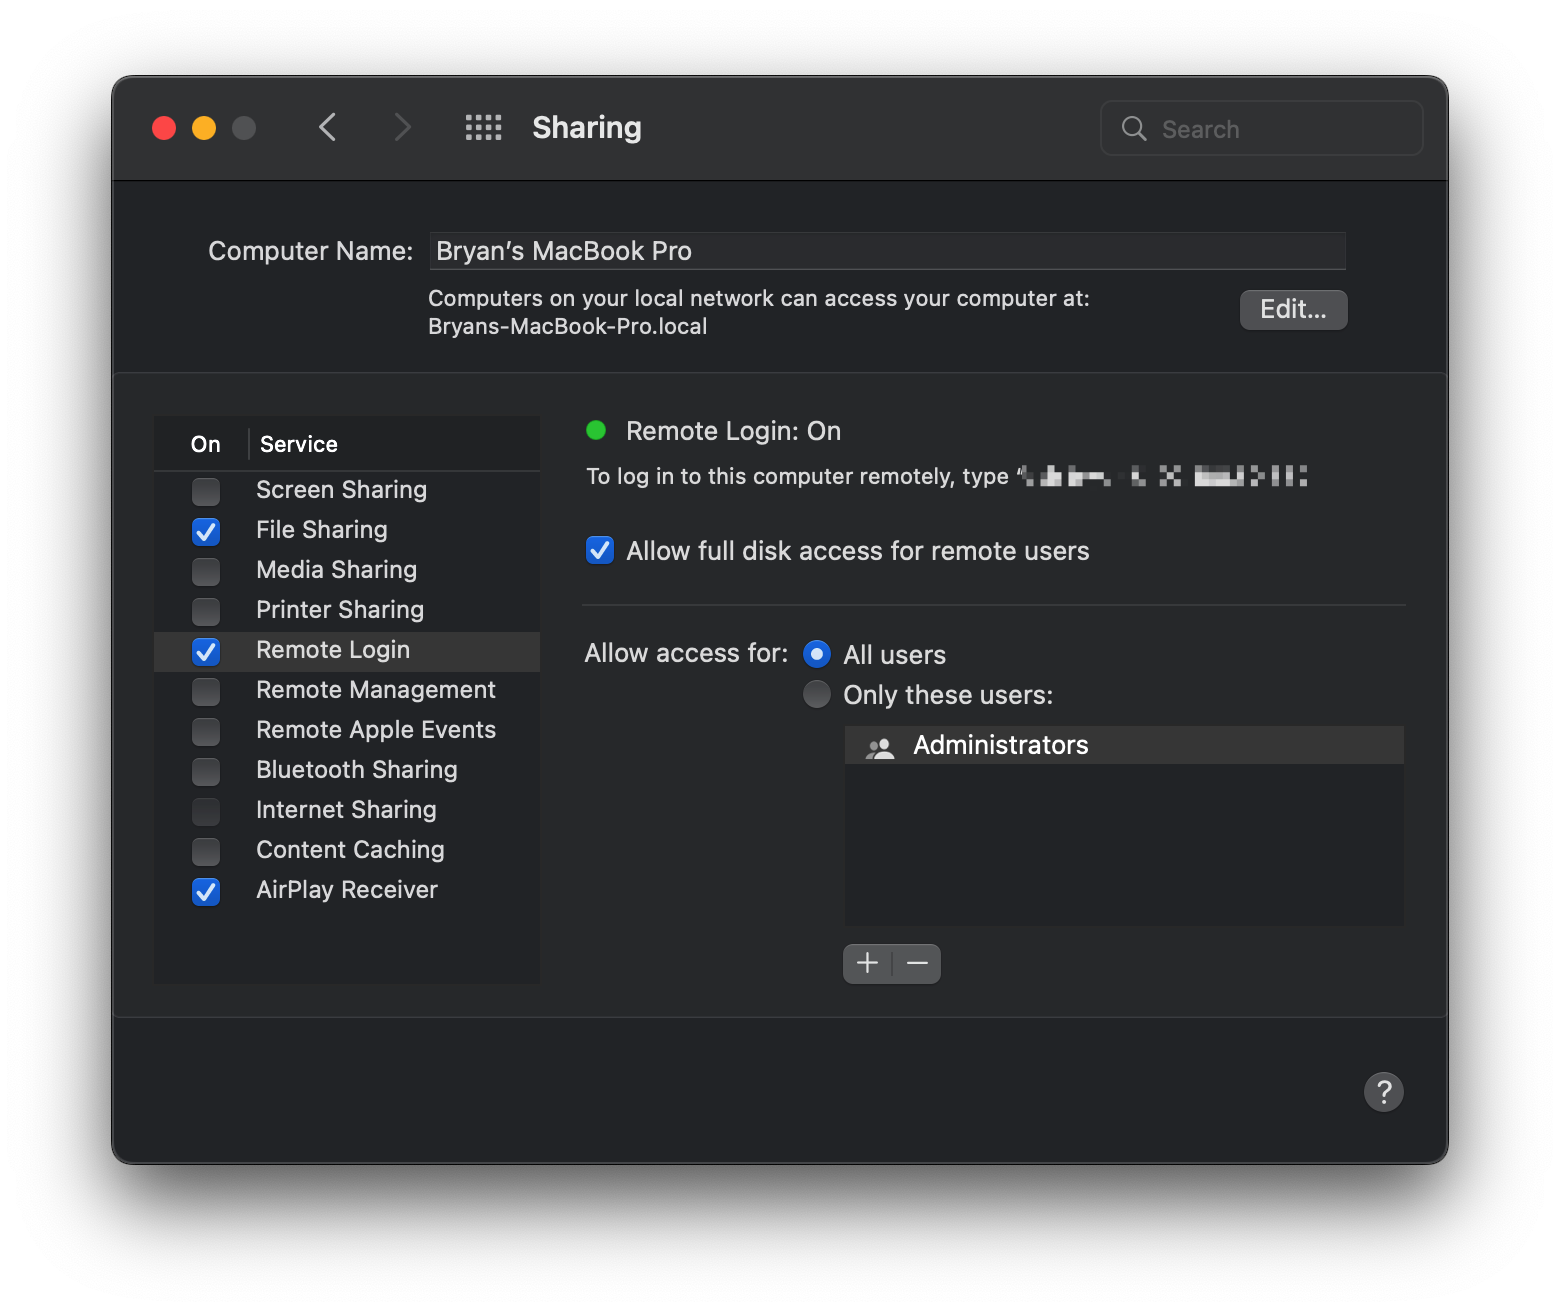 Sharing
Search
Computer Name: Bryan’s MacBook Pro
Computers on your local network can access your computer at:
Bryans-MacBook-Pro.local
Edit...
On Service
Screen Sharing
File Sharing
Media Sharing
Printer Sharing
Remote Login
Remote Management
Remote Apple Events
Bluetooth Sharing
Internet Sharing
Content Caching
AirPlay Receiver
Remote Login: On
To log in to this computer remotely, type “
Allow full disk access for remote users
Allow access for: All users
Only these users:
Administrators
?